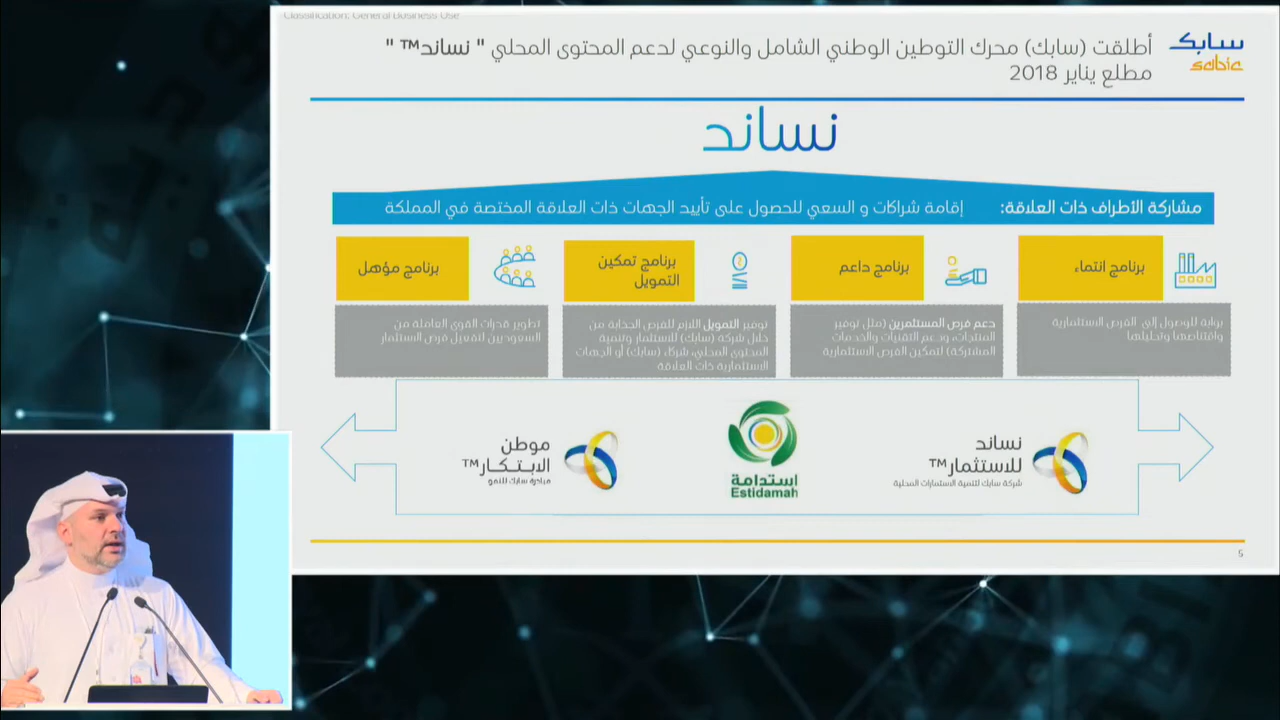 Classification: General Business Use
سابك
sabic
أطلقت (سابك) محرك التوطين الوطني الشامل والنوعي لدعم المحتوى المحلي " نساند™ "
مطلع يناير 2018
نساند
مشاركة الأطراف ذات العلاقة: إقامة شراكات و السعي للحصول على تأييد الجهات ذات العلاقة المختصة في المملكة
برنامج انتماء
بوابة للوصول إلى الفرص الاستثمارية
واقتناصها وتحليلها
برنامج داعم
دعم فرص المستثمرين (مثل توفير
المنتجات، ودعم التقنيات والخدمات
المشتركة) لتمكين الفرص الاستثمارية
برنامج تمكين
التمويل
توفير التمويل اللازم للفرص الجذابة من
خلال شركة (سابك) للاستثمار وتنمية
المحتوى المحلي، شركاء (سابك) أو الجهات
الاستثمارية ذات العلاقة
برنامج مؤهل
تطوير قدرات القوى العاملة من
السعوديين لتفعيل فرص الاستثمار
نساند
للاستثمار™
شركة سابك لتنمية الاستثمارات المحلية
استدامة
Estidamah
موطن
الابتكار™
مبادرة سابك للنمو
5